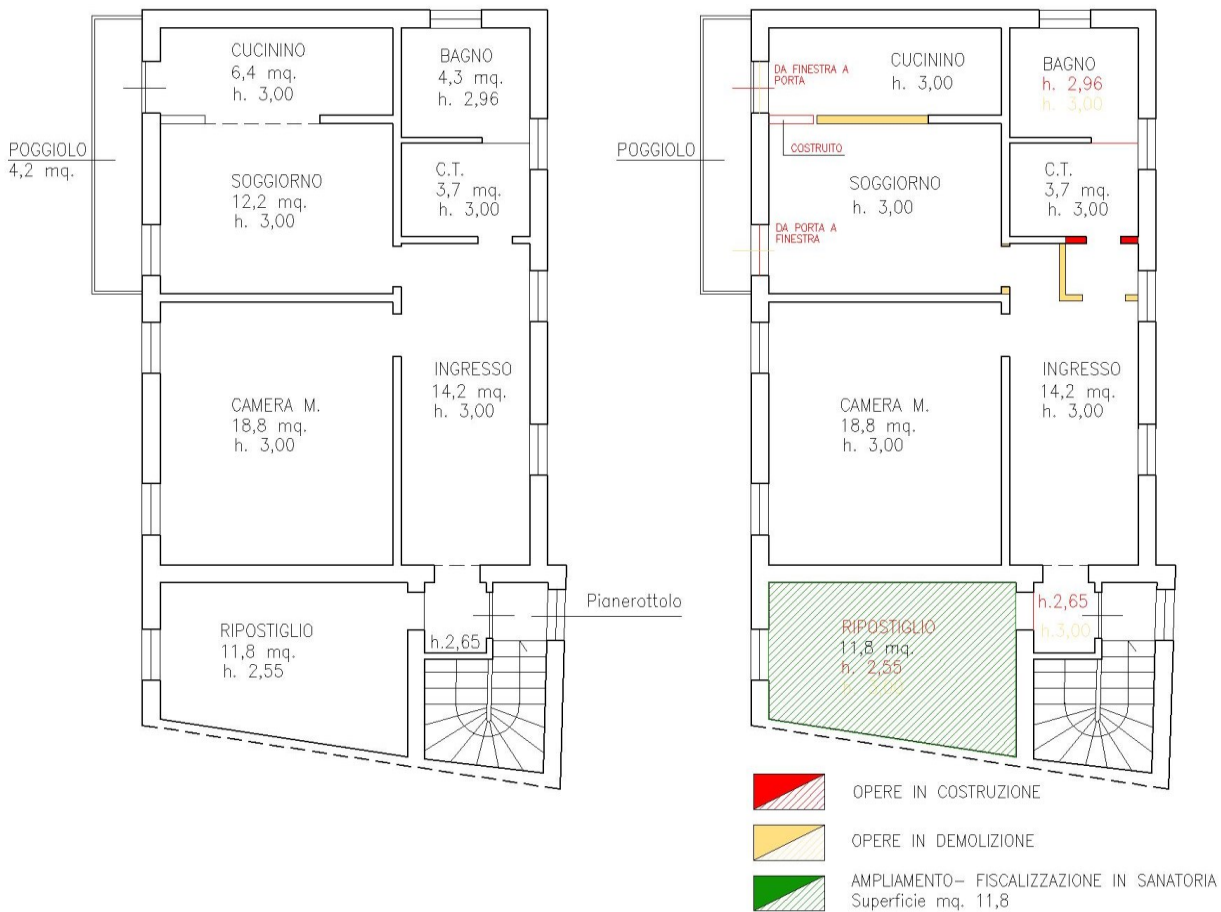 CUCININO
6,4 mq.
h. 3,00
BAGNO
4,3 mq.
h. 2,96
POGGIOLO
4,2 mq.
SOGGIORNO
12,2 mq.
h. 3,00
C.T.
3,7 mq.
h. 3,00
CAMERA M.
18,8 mq.
h. 3,00
INGRESSO
14,2 mq.
h. 3,00
RIPOSTIGLIO
11,8 mq.
h. 2,55
h.2,65
Pianerottolo
CUCININO
h. 3,00
DA FINESTRA A
PORTA
BAGNO
h. 2,96
h. 3,00
POGGIOLO
COSTRUITO
SOGGIORNO
h. 3,00
C.T.
3,7 mq.
h. 3,00
DA PORTA A
FINESTRA
CAMERA M.
18,8 mq.
h. 3,00
INGRESSO
14,2 mq.
h. 3,00
RIPOSTIGLIO
11,8 mq.
h. 2,55
h.2,65
h.3,00
OPERE IN COSTRUZIONE
OPERE IN DEMOLIZIONE
AMPLIAMENTO– FISCALIZZAZIONE IN SANATORIA
Superficie mq. 11,8